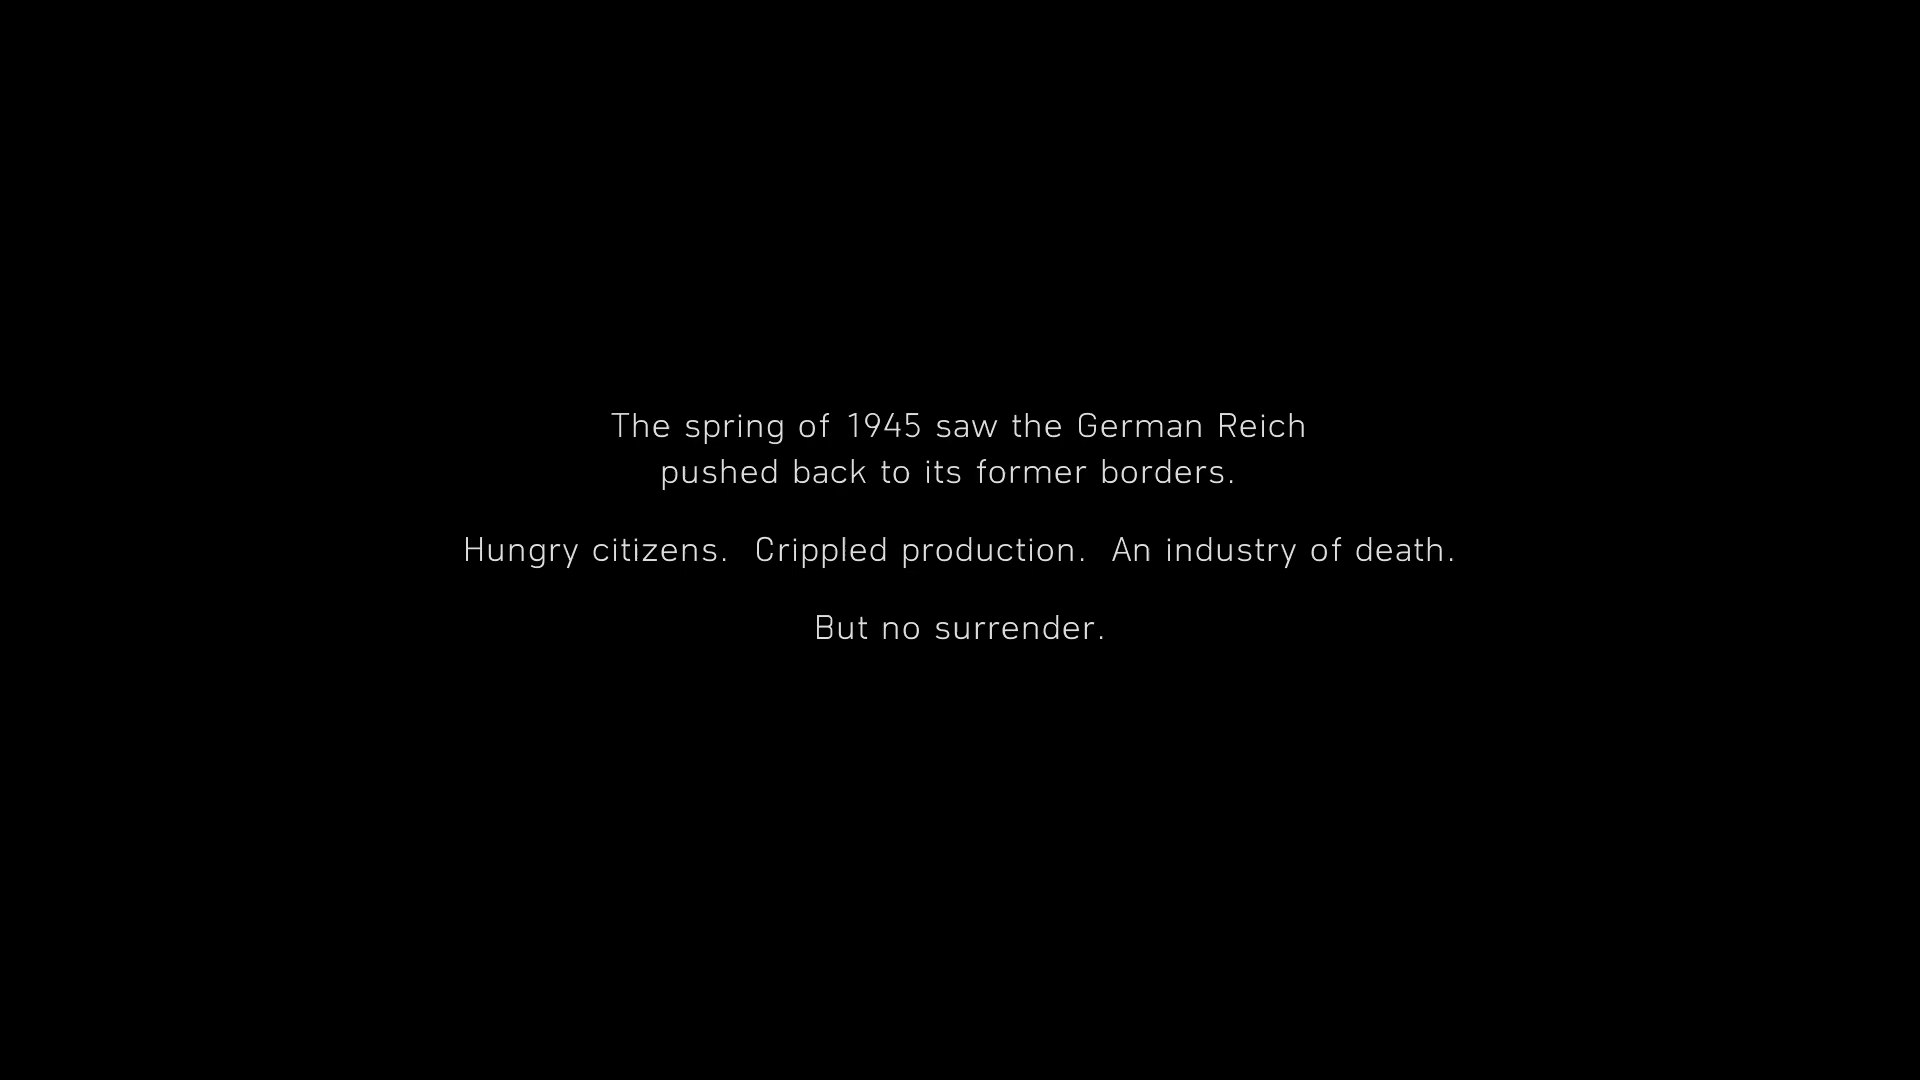 The spring of 1945 saw the German Reich
pushed back to its former borders.
Hungry citizens.  Crippled production.  An industry of death.
But no surrender.